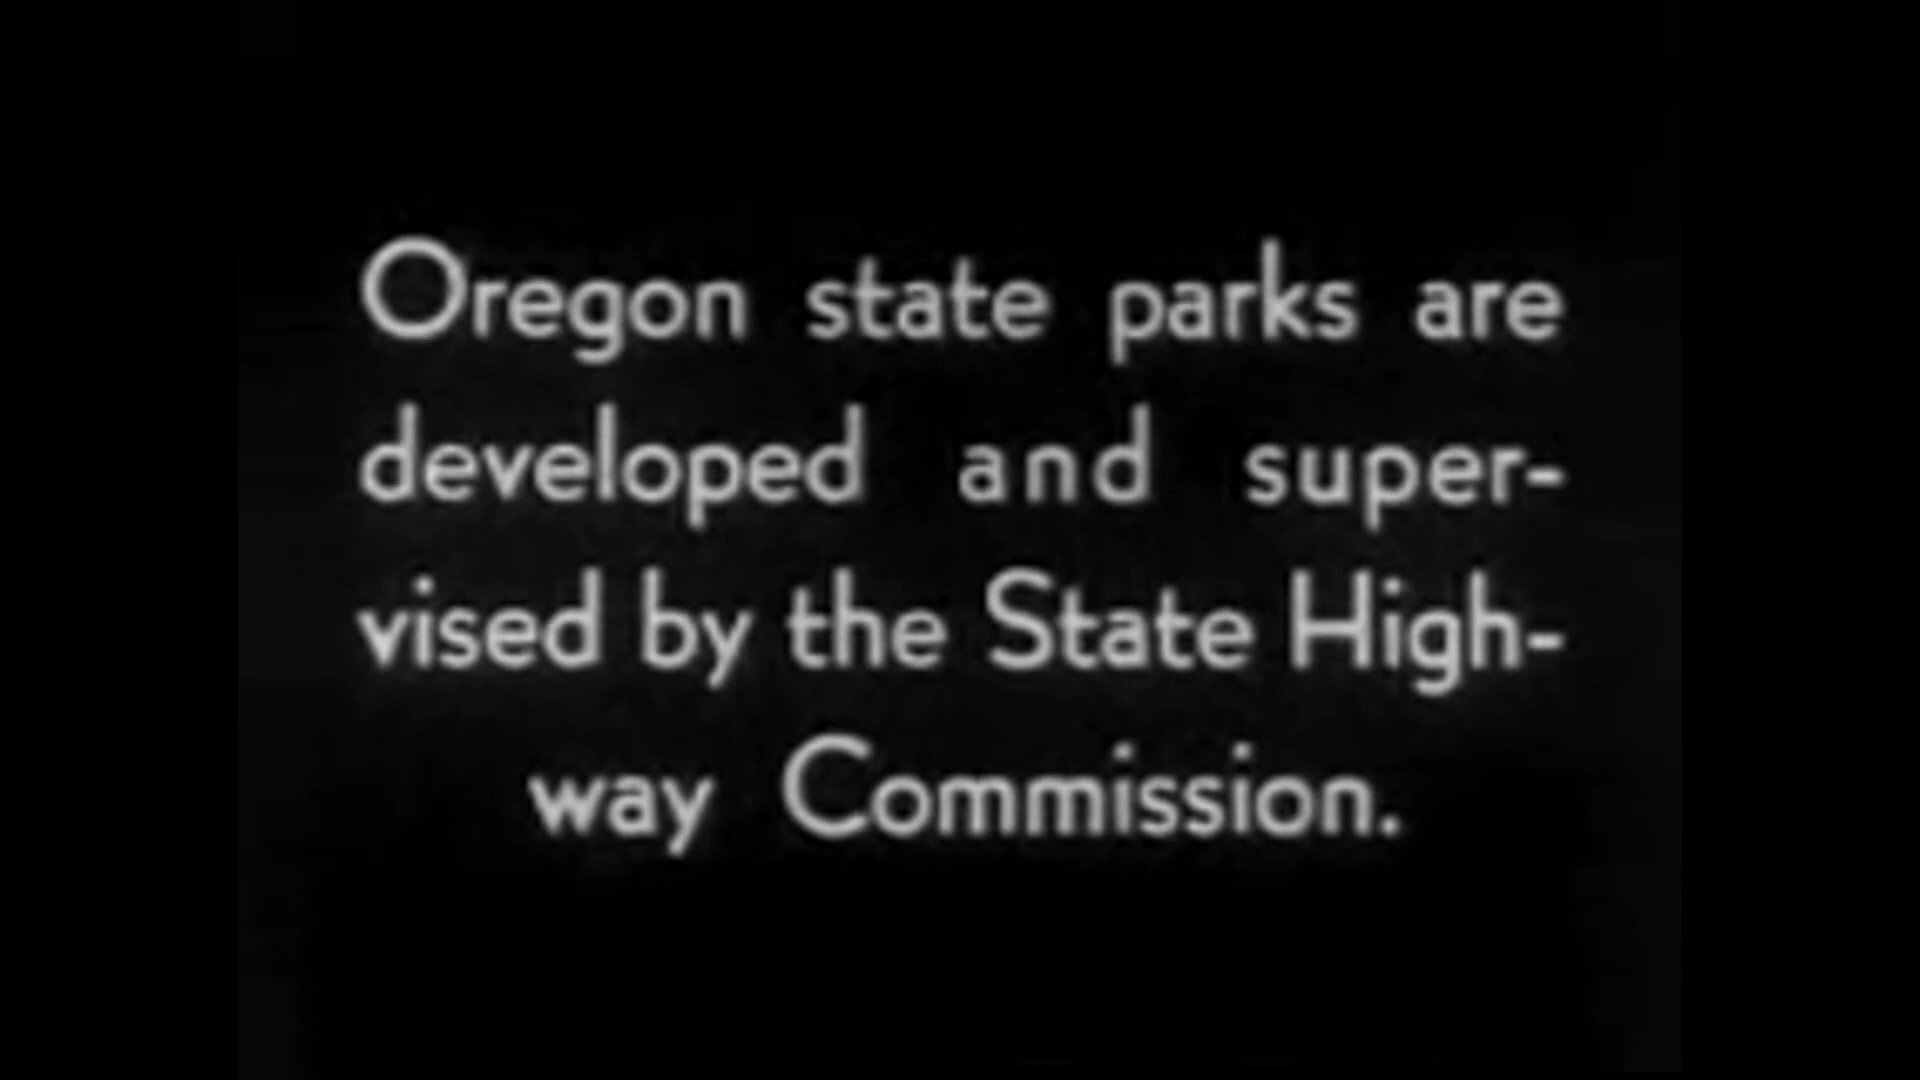 Oregon state parks are
developed and super-
vised by the State High-
way Commission.